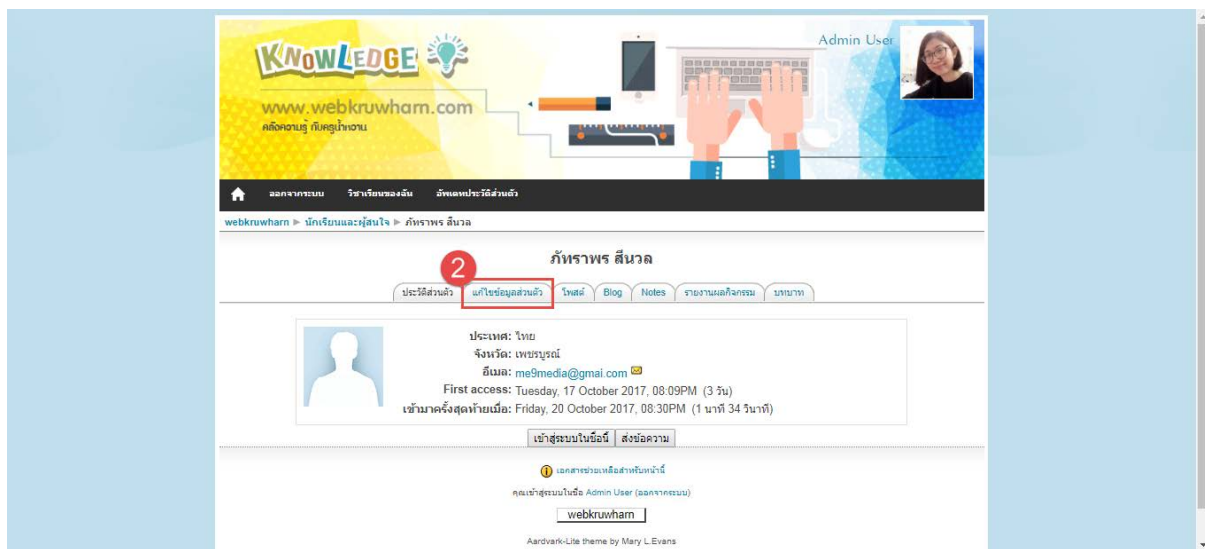 Admin User
KNOWLEDGE
www.webkruwharn.com
คลังความรู้ กับครูน้ำหวาน
ออกจากระบบ วิชาเรียนของฉัน อัพเดทประวัติส่วนตัว
webkruwharn ► นักเรียนและผู้สนใจ ► ภัทราพร สีนวล
ภัทราพร สีนวล
2
ประวัติส่วนตัว แก้ไขข้อมูลส่วนตัว โพสต์ Blog Notes รายงานผลกิจกรรม บทบาท
ประเทศ: ไทย
จังหวัด: เพชรบูรณ์
อีเมล: me9media@gmai.com
First access: Tuesday, 17 October 2017, 08:09PM (3 วัน)
เข้ามาครั้งสุดท้ายเมื่อ: Friday, 20 October 2017, 08:30PM (1 นาที 34 วินาที)
เข้าสู่ระบบในชื่อนี้ ส่งข้อความ
เอกสารช่วยเหลือสำหรับหน้านี้
คุณเข้าสู่ระบบในชื่อ Admin User (ออกจากระบบ)
webkruwharn
Aardvark-Lite theme by Mary L.Evans